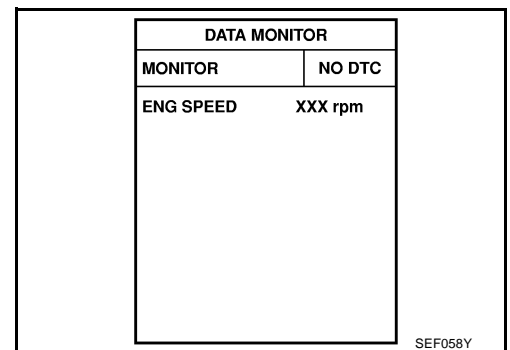 DATA MONITOR
MONITOR NO DTC
ENG SPEED XXX rpm
SEF058Y